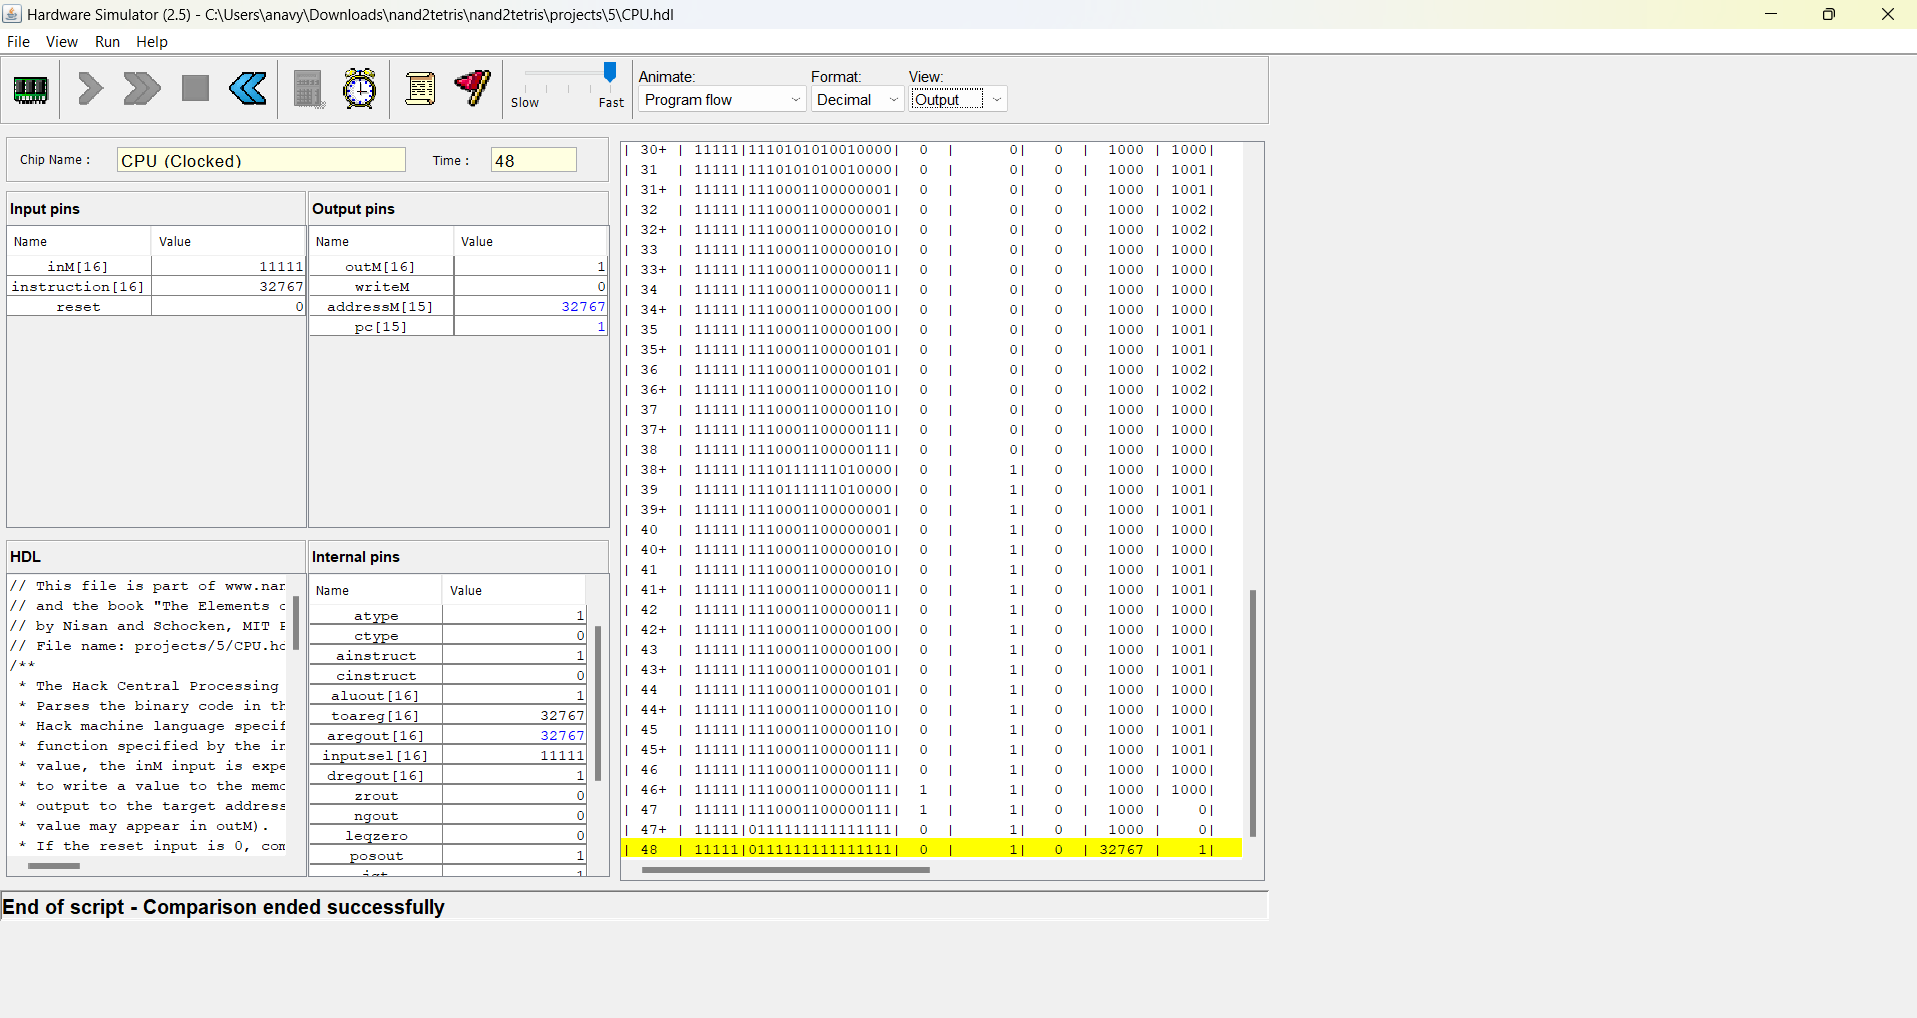 Hardware Simulator (2.5) - C:\Users\anavy\Downloads\nand2tetris\nand2tetris\projects\5\CPU.hdl
File View Run Help
Slow Fast
Animate: Format: View:
Program flow Decimal Output
Chip Name : CPU (Clocked) Time : 48
Input pins
Name Value
inM[16] 11111
instruction[16] 32767
reset 0
Output pins
Name Value
outM[16] 1
writeM 0
addressM[15] 32767
pc[15] 1
HDL
// This file is part of www.nan
// and the book "The Elements o
// by Nisan and Schocken, MIT P
// File name: projects/5/CPU.hd
/**
* The Hack Central Processing
* Parses the binary code in th
* Hack machine language specif
* function specified by the in
* value, the inM input is expe
* to write a value to the memo
* output to the target address
* value may appear in outM).
* If the reset input is 0, com
Internal pins
Name Value
atype 1
ctype 0
ainstruct 1
cinstruct 0
aluout[16] 1
toareg[16] 32767
aregout[16] 32767
inputsel[16] 11111
dregout[16] 1
zrout 0
ngout 0
leqzero 0
posout 1
jgt 1
| 30+ | 11111|1110101010010000| 0 | 0| 0 | 1000 | 1000|
| 31 | 11111|1110101010010000| 0 | 0| 0 | 1000 | 1001|
| 31+ | 11111|1110001100000001| 0 | 0| 0 | 1000 | 1001|
| 32 | 11111|1110001100000001| 0 | 0| 0 | 1000 | 1002|
| 32+ | 11111|1110001100000010| 0 | 0| 0 | 1000 | 1002|
| 33 | 11111|1110001100000010| 0 | 0| 0 | 1000 | 1000|
| 33+ | 11111|1110001100000011| 0 | 0| 0 | 1000 | 1000|
| 34 | 11111|1110001100000011| 0 | 0| 0 | 1000 | 1000|
| 34+ | 11111|1110001100000100| 0 | 0| 0 | 1000 | 1000|
| 35 | 11111|1110001100000100| 0 | 0| 0 | 1000 | 1001|
| 35+ | 11111|1110001100000101| 0 | 0| 0 | 1000 | 1001|
| 36 | 11111|1110001100000101| 0 | 0| 0 | 1000 | 1002|
| 36+ | 11111|1110001100000110| 0 | 0| 0 | 1000 | 1002|
| 37 | 11111|1110001100000110| 0 | 0| 0 | 1000 | 1000|
| 37+ | 11111|1110001100000111| 0 | 0| 0 | 1000 | 1000|
| 38 | 11111|1110001100000111| 0 | 0| 0 | 1000 | 1000|
| 38+ | 11111|1110111111010000| 0 | 1| 0 | 1000 | 1000|
| 39 | 11111|1110111111010000| 0 | 1| 0 | 1000 | 1001|
| 39+ | 11111|1110001100000001| 0 | 1| 0 | 1000 | 1001|
| 40 | 11111|1110001100000001| 0 | 1| 0 | 1000 | 1000|
| 40+ | 11111|1110001100000010| 0 | 1| 0 | 1000 | 1000|
| 41 | 11111|1110001100000010| 0 | 1| 0 | 1000 | 1001|
| 41+ | 11111|1110001100000011| 0 | 1| 0 | 1000 | 1001|
| 42 | 11111|1110001100000011| 0 | 1| 0 | 1000 | 1000|
| 42+ | 11111|1110001100000100| 0 | 1| 0 | 1000 | 1000|
| 43 | 11111|1110001100000100| 0 | 1| 0 | 1000 | 1001|
| 43+ | 11111|1110001100000101| 0 | 1| 0 | 1000 | 1001|
| 44 | 11111|1110001100000101| 0 | 1| 0 | 1000 | 1000|
| 44+ | 11111|1110001100000110| 0 | 1| 0 | 1000 | 1000|
| 45 | 11111|1110001100000110| 0 | 1| 0 | 1000 | 1001|
| 45+ | 11111|1110001100000111| 0 | 1| 0 | 1000 | 1001|
| 46 | 11111|1110001100000111| 0 | 1| 0 | 1000 | 1000|
| 46+ | 11111|1110001100000111| 1 | 1| 0 | 1000 | 1000|
| 47 | 11111|1110001100000111| 1 | 1| 0 | 1000 | 0|
| 47+ | 11111|0111111111111111| 0 | 1| 0 | 1000 | 0|
| 48 | 11111|0111111111111111| 0 | 1| 0 | 32767 | 1|
End of script - Comparison ended successfully